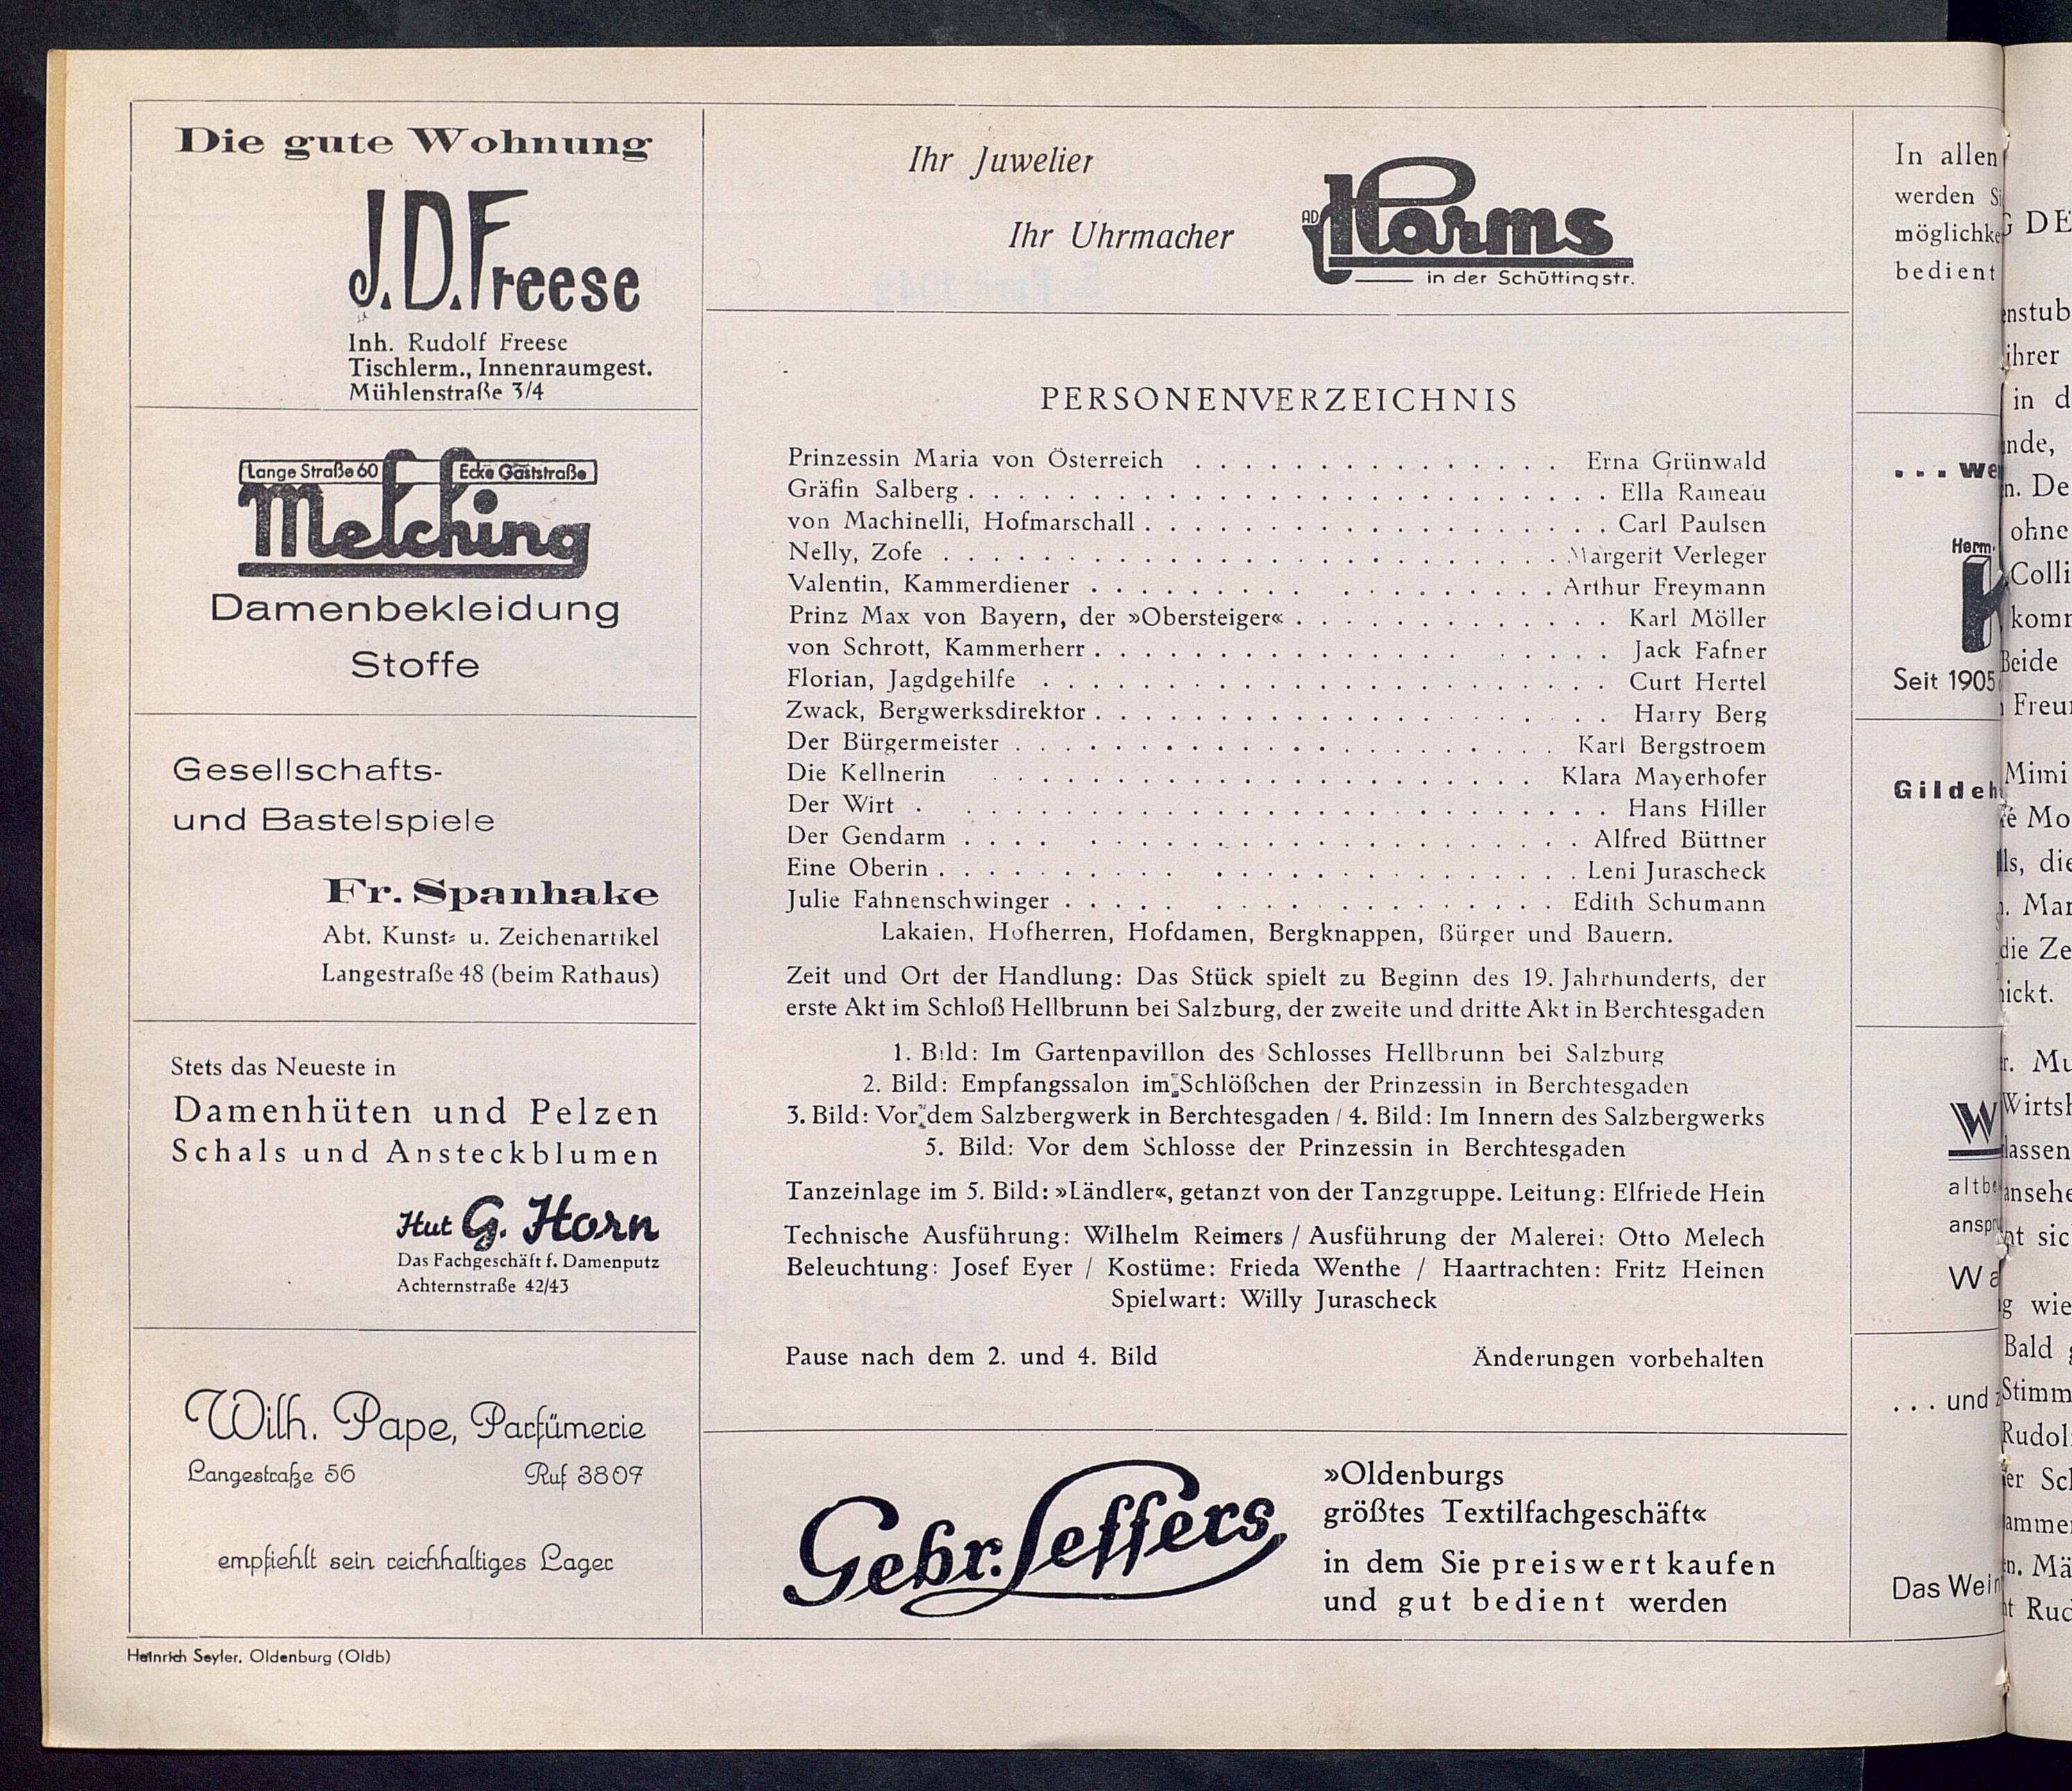 Die gute Wohnung
J.D.Freese
Inh. Rudolf Freese
Tischlerm., Innenraumgest.
Mühlenstraße 3/4
Lange Straße 60 Ecke Gaststraße
Melching
Damenbekleidung
Stoffe
Gesellschafts-
und Bastelspiele
Fr. Spanhake
Abt. Kunst- u. Zeichenartikel
Langestraße 48 (beim Rathaus)
Stets das Neueste in
Damenhüten und Pelzen
Schals und Ansteckblumen
Hut G. Horn
Das Fachgeschäft f. Damenputz
Achternstraße 42/43
Wilh. Pape, Parfümerie
Langestraße 56 Ruf 3807
empfiehlt sein reichhaltiges Lager
Heinrich Seyler, Oldenburg (Oldb)
Ihr Juwelier
Ihr Uhrmacher
AD Harms
in der Schüttingstr.
PERSONENVERZEICHNIS
Prinzessin Maria von Österreich . . . . . . . . . . . . . . . Erna Grünwald
Gräfin Salberg . . . . . . . . . . . . . . . . . . . . . Ella Rameau
von Machinelli, Hofmarschall . . . . . . . . . . . . . . . . Carl Paulsen
Nelly, Zofe . . . . . . . . . . . . . . . . . . . . Margerit Verleger
Valentin, Kammerdiener . . . . . . . . . . . . . . . . Arthur Freymann
Prinz Max von Bayern, der »Obersteiger« . . . . . . . . . . . . Karl Möller
von Schrott, Kammerherr . . . . . . . . . . . . . . . . . Jack Fafner
Florian, Jagdgehilfe . . . . . . . . . . . . . . . . . . . Curt Hertel
Zwack, Bergwerksdirektor . . . . . . . . . . . . . . . . . Harry Berg
Der Bürgermeister . . . . . . . . . . . . . . . . . . Karl Bergstroem
Die Kellnerin . . . . . . . . . . . . . . . . . . Klara Mayerhofer
Der Wirt . . . . . . . . . . . . . . . . . . . . . . Hans Hiller
Der Gendarm . . . . . . . . . . . . . . . . . . . . Alfred Büttner
Eine Oberin . . . . . . . . . . . . . . . . . . . . Leni Jurascheck
Julie Fahnenschwinger . . . . . . . . . . . . . . . . Edith Schumann
Lakaien, Hofherren, Hofdamen, Bergknappen, Bürger und Bauern.
Zeit und Ort der Handlung: Das Stück spielt zu Beginn des 19. Jahrhunderts, der
erste Akt im Schloß Hellbrunn bei Salzburg, der zweite und dritte Akt in Berchtesgaden
1. Bild: Im Gartenpavillon des Schlosses Hellbrunn bei Salzburg
2. Bild: Empfangssalon im Schlößchen der Prinzessin in Berchtesgaden
3. Bild: Vor dem Salzbergwerk in Berchtesgaden / 4. Bild: Im Innern des Salzbergwerks
5. Bild: Vor dem Schlosse der Prinzessin in Berchtesgaden
Tanzeinlage im 5. Bild: »Ländler«, getanzt von der Tanzgruppe. Leitung: Elfriede Hein
Technische Ausführung: Wilhelm Reimers / Ausführung der Malerei: Otto Melech
Beleuchtung: Josef Eyer / Kostüme: Frieda Wenthe / Haartrachten: Fritz Heinen
Spielwart: Willy Jurascheck
Pause nach dem 2. und 4. Bild Änderungen vorbehalten
Gebr. Leffers
»Oldenburgs
größtes Textilfachgeschäft«
in dem Sie preiswert kaufen
und gut bedient werden
In allen
werden
bedient
Herm.
Seit 1905
. . . und